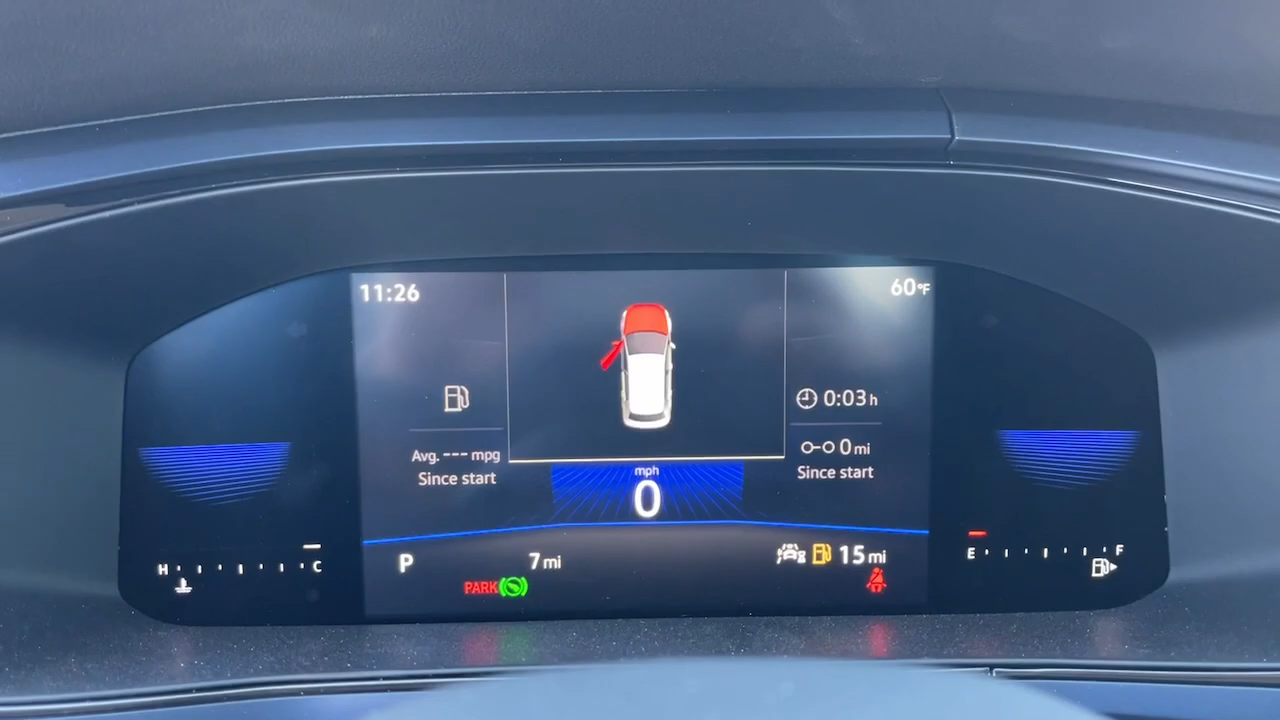 11:26
60°F
0:03 h
Avg. --- mpg
Since start
0 mi
Since start
mph
0
H
C
P
7 mi
15 mi
E
F
PARK